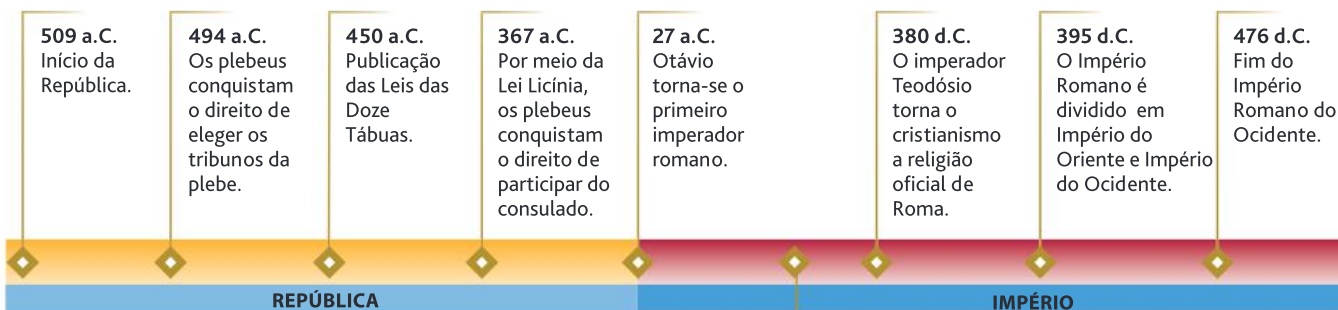 509 a.C.
Início da
República.
494 a.C.
Os plebeus
conquistam
o direito de
eleger os
tribunos da
plebe.
450 a.C.
Publicação
das Leis das
Doze
Tábuas.
367 a.C.
Por meio da
Lei Licínia,
os plebeus
conquistam
o direito de
participar do
consulado.
27 a.C.
Otávio
torna-se o
primeiro
imperador
romano.
380 d.C.
O imperador
Teodósio
torna o
cristianismo
a religião
oficial de
Roma.
395 d.C.
O Império
Romano é
dividido em
Império do
Oriente e Império
do Ocidente.
476 d.C.
Fim do
Império
Romano do
Ocidente.
REPÚBLICA
IMPÉRIO